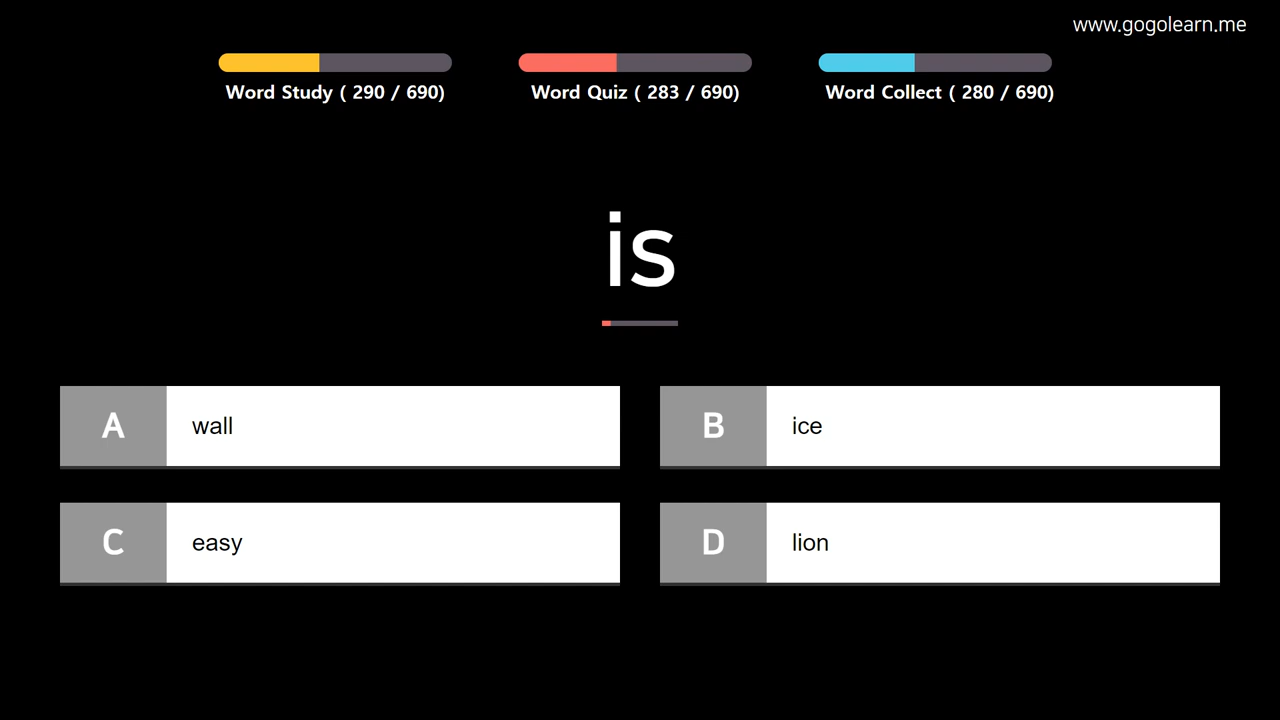 www.gogolearn.me
Word Study ( 290 / 690)
Word Quiz ( 283 / 690)
Word Collect ( 280 / 690)
is
A wall
B ice
C easy
D lion